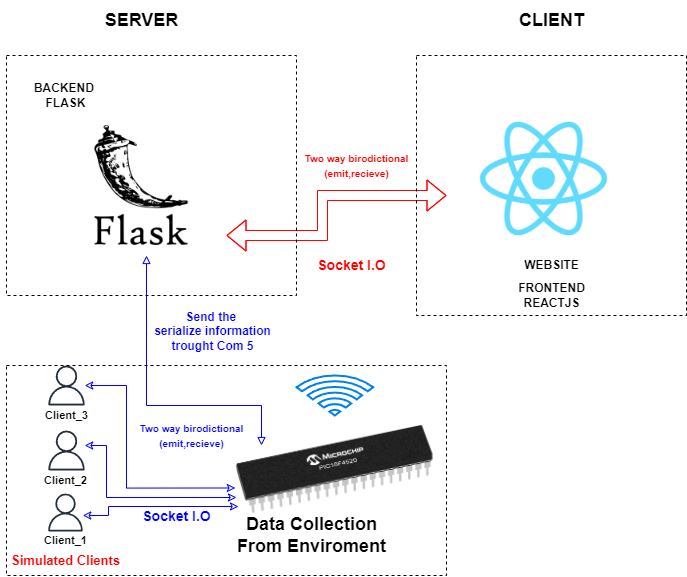 SERVER
CLIENT
BACKEND
FLASK
Flask
Two way birodictional
(emit,recieve)
Socket I.O
WEBSITE
FRONTEND
REACTJS
Send the
serialize information
trought Com 5
Client_3
Two way birodictional
(emit,recieve)
Client_2
MICROCHIP
PIC18F4520
Socket I.O
Client_1
Data Collection
From Enviroment
Simulated Clients